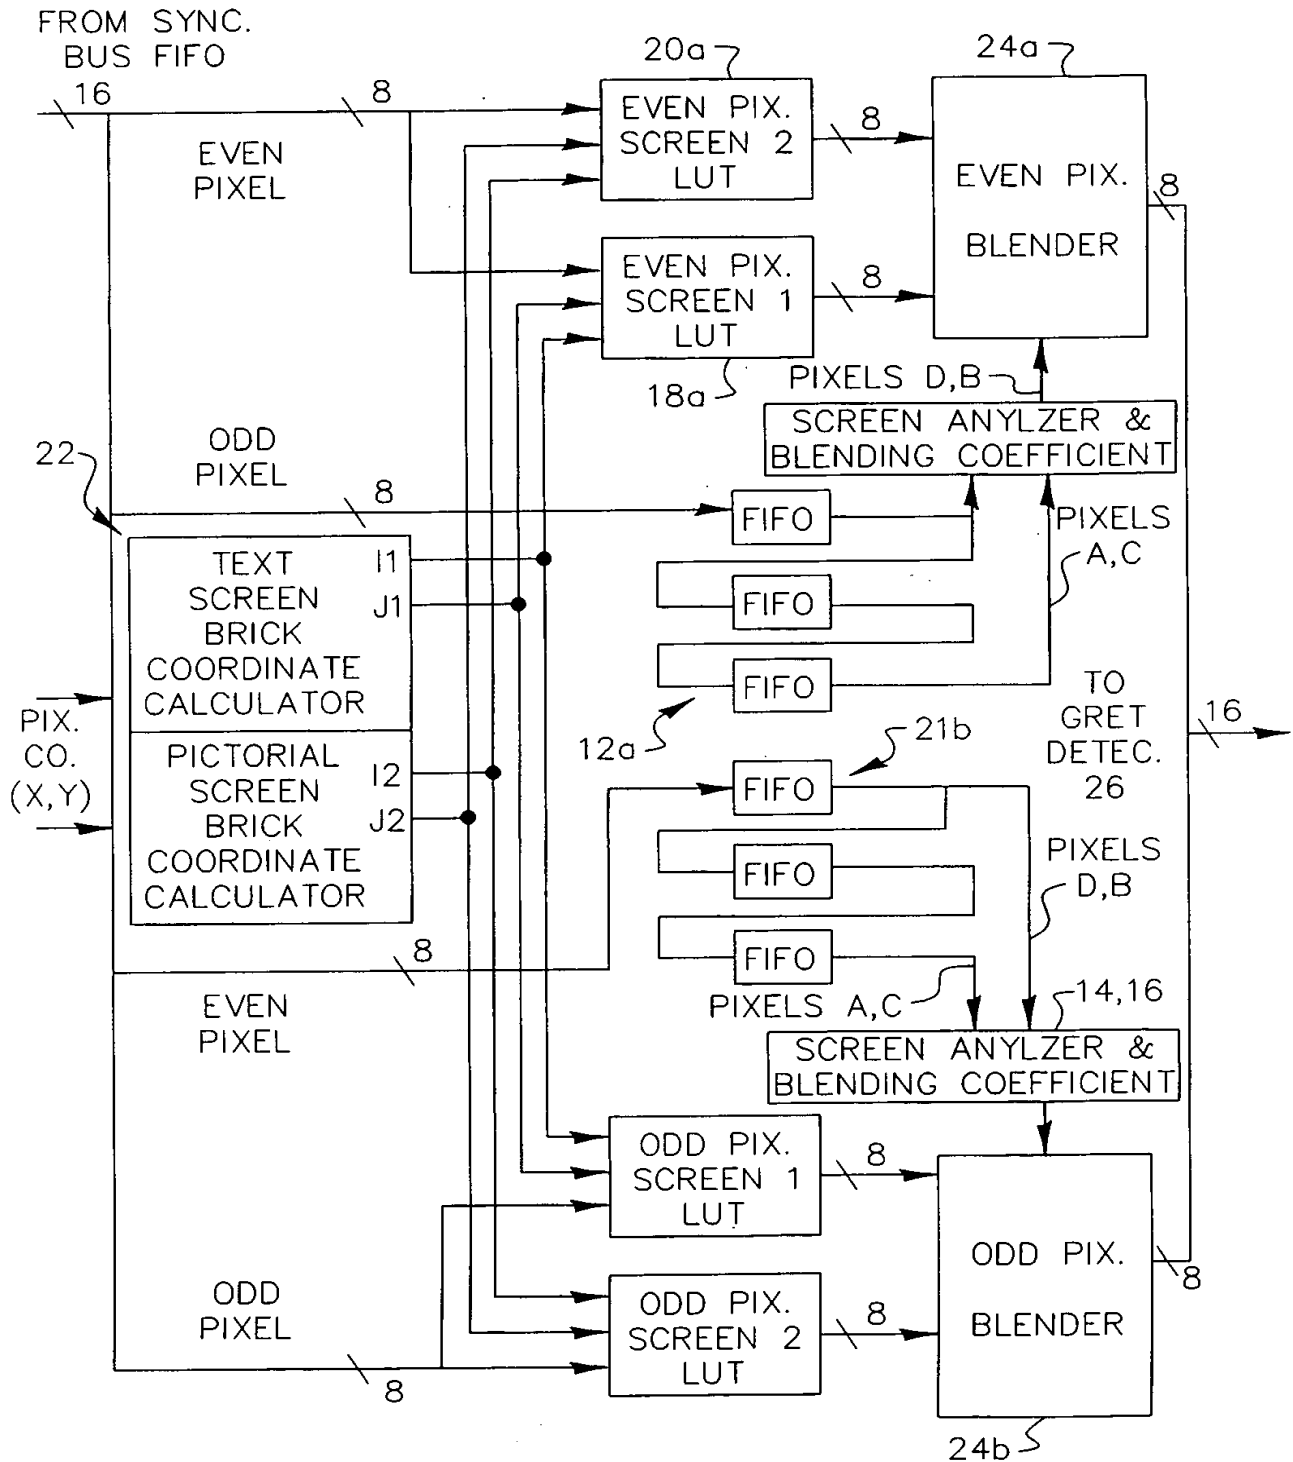 FROM SYNC.
BUS FIFO
16
8
EVEN
PIXEL
20a
EVEN PIX.
SCREEN 2
LUT
8
24a
EVEN PIX.
BLENDER
8
EVEN PIX.
SCREEN 1
LUT
8
18a
PIXELS D,B
SCREEN ANYLZER &
BLENDING COEFFICIENT
ODD
PIXEL
22
8
FIFO
PIXELS
A,C
TEXT
SCREEN
BRICK
COORDINATE
CALCULATOR
I1
J1
FIFO
FIFO
12a
PIX.
CO.
(X,Y)
PICTORIAL
SCREEN
BRICK
COORDINATE
CALCULATOR
I2
J2
TO
GRET
DETEC.
26
16
21b
FIFO
FIFO
FIFO
PIXELS
D,B
PIXELS A,C
14,16
8
EVEN
PIXEL
SCREEN ANYLZER &
BLENDING COEFFICIENT
ODD PIX.
SCREEN 1
LUT
8
ODD PIX.
BLENDER
8
ODD
PIXEL
8
ODD PIX.
SCREEN 2
LUT
8
24b